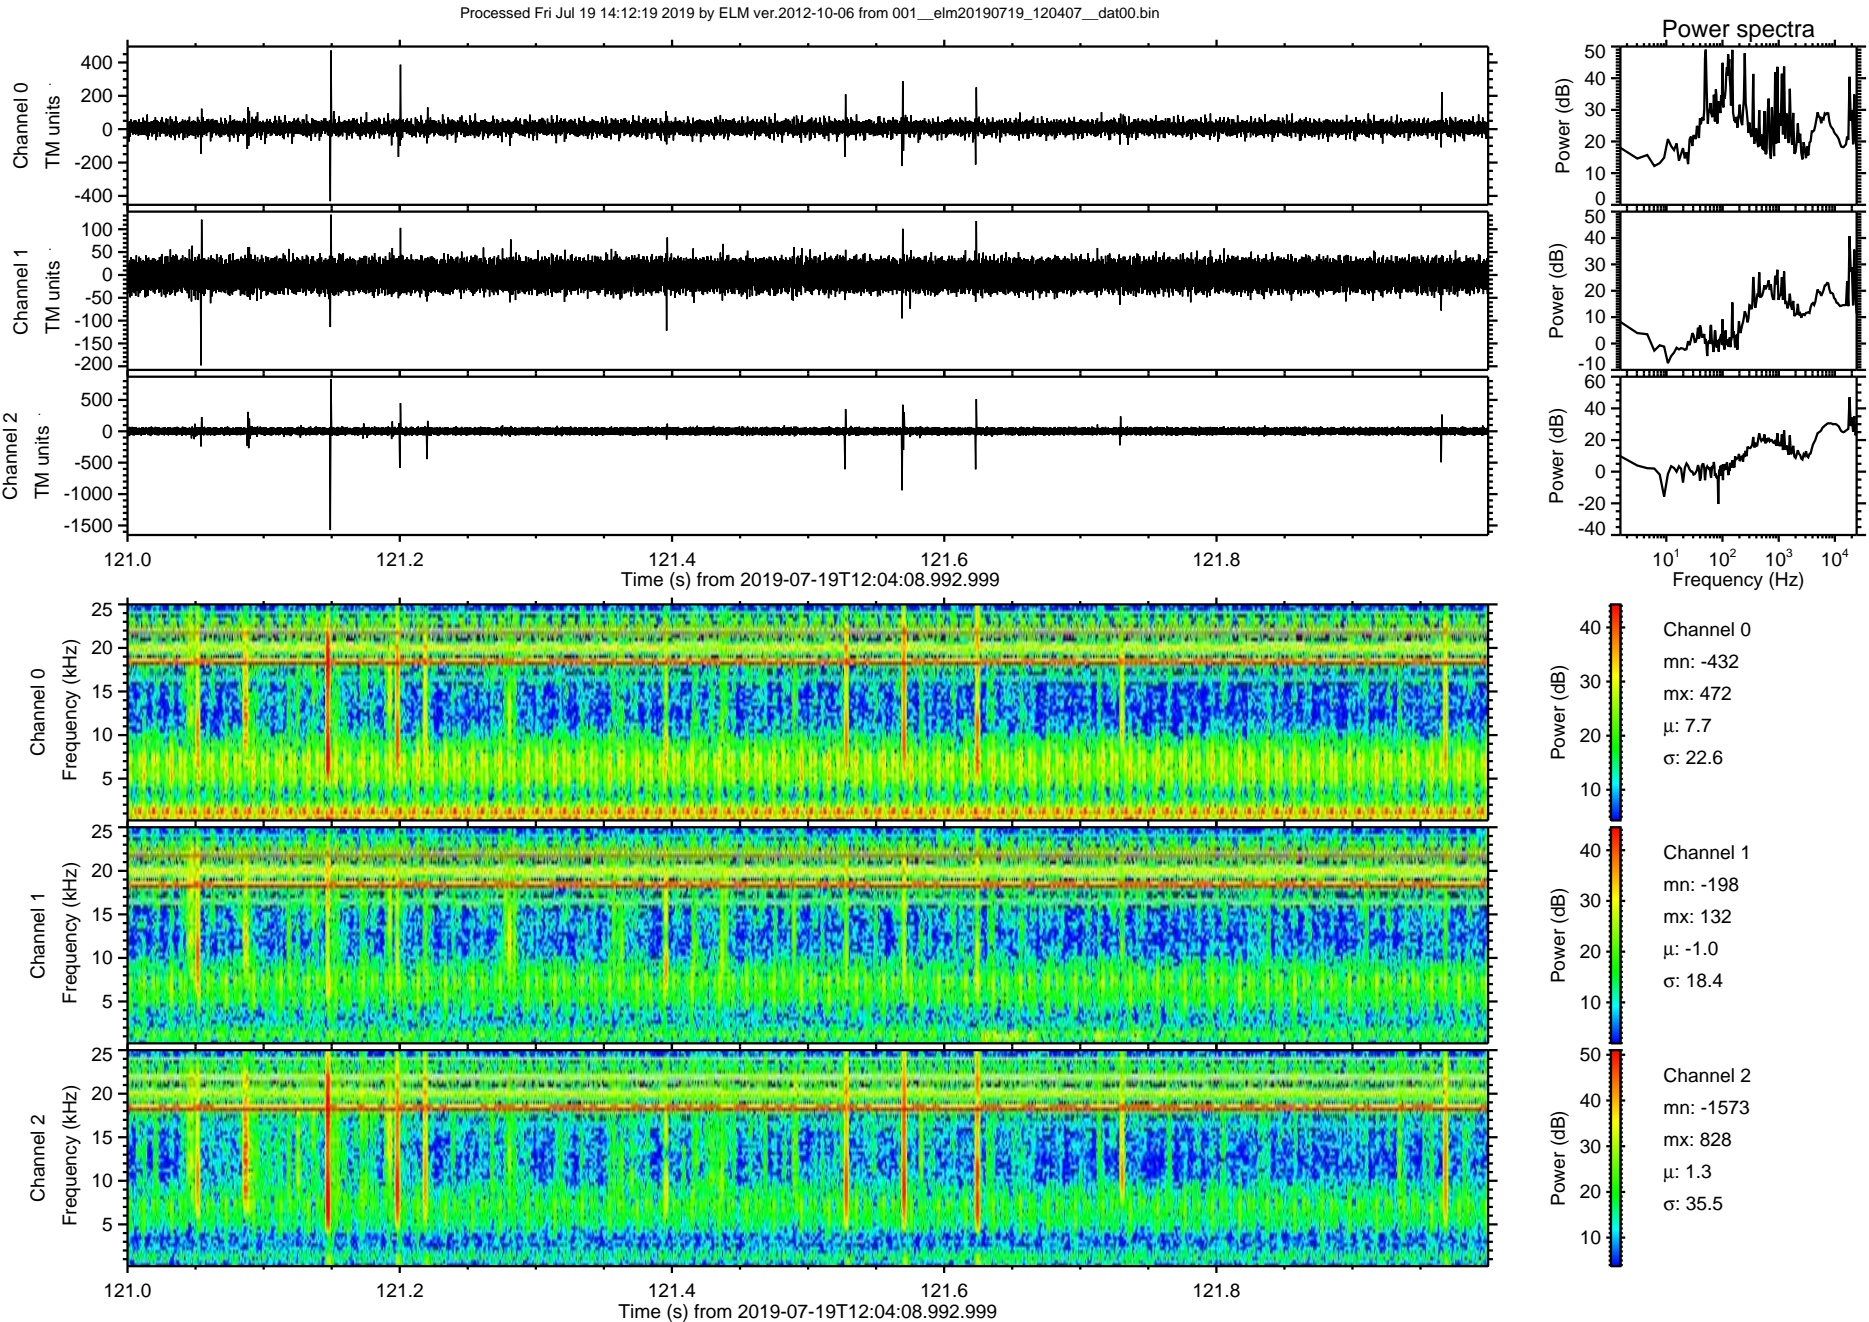 Processed Fri Jul 19 14:12:19 2019 by ELM ver.2012-10-06 from 001__elm20190719_120407__dat00.bin
Power spectra
Channel 0
TM units
400
200
0
-200
-400
Power (dB)
50
40
30
20
10
0
Channel 1
TM units
100
50
0
-50
-100
-150
-200
Power (dB)
50
40
30
20
10
0
-10
Channel 2
TM units
500
0
-500
-1000
-1500
Power (dB)
60
40
20
0
-20
-40
121.0 121.2 121.4 121.6 121.8
Time (s) from 2019-07-19T12:04:08.992.999
10¹ 10² 10³ 10⁴
Frequency (Hz)
Channel 0
Frequency (kHz)
25
20
15
10
5
Power (dB)
40
30
20
10
Channel 0
mn: -432
mx: 472
μ: 7.7
σ: 22.6
Channel 1
Frequency (kHz)
25
20
15
10
5
Power (dB)
40
30
20
10
Channel 1
mn: -198
mx: 132
μ: -1.0
σ: 18.4
Channel 2
Frequency (kHz)
25
20
15
10
5
Power (dB)
50
40
30
20
10
Channel 2
mn: -1573
mx: 828
μ: 1.3
σ: 35.5
121.0 121.2 121.4 121.6 121.8
Time (s) from 2019-07-19T12:04:08.992.999